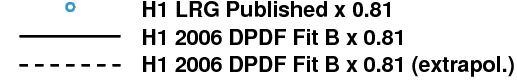 H1 LRG Published x 0.81
H1 2006 DPDF Fit B x 0.81
H1 2006 DPDF Fit B x 0.81 (extrapol.)